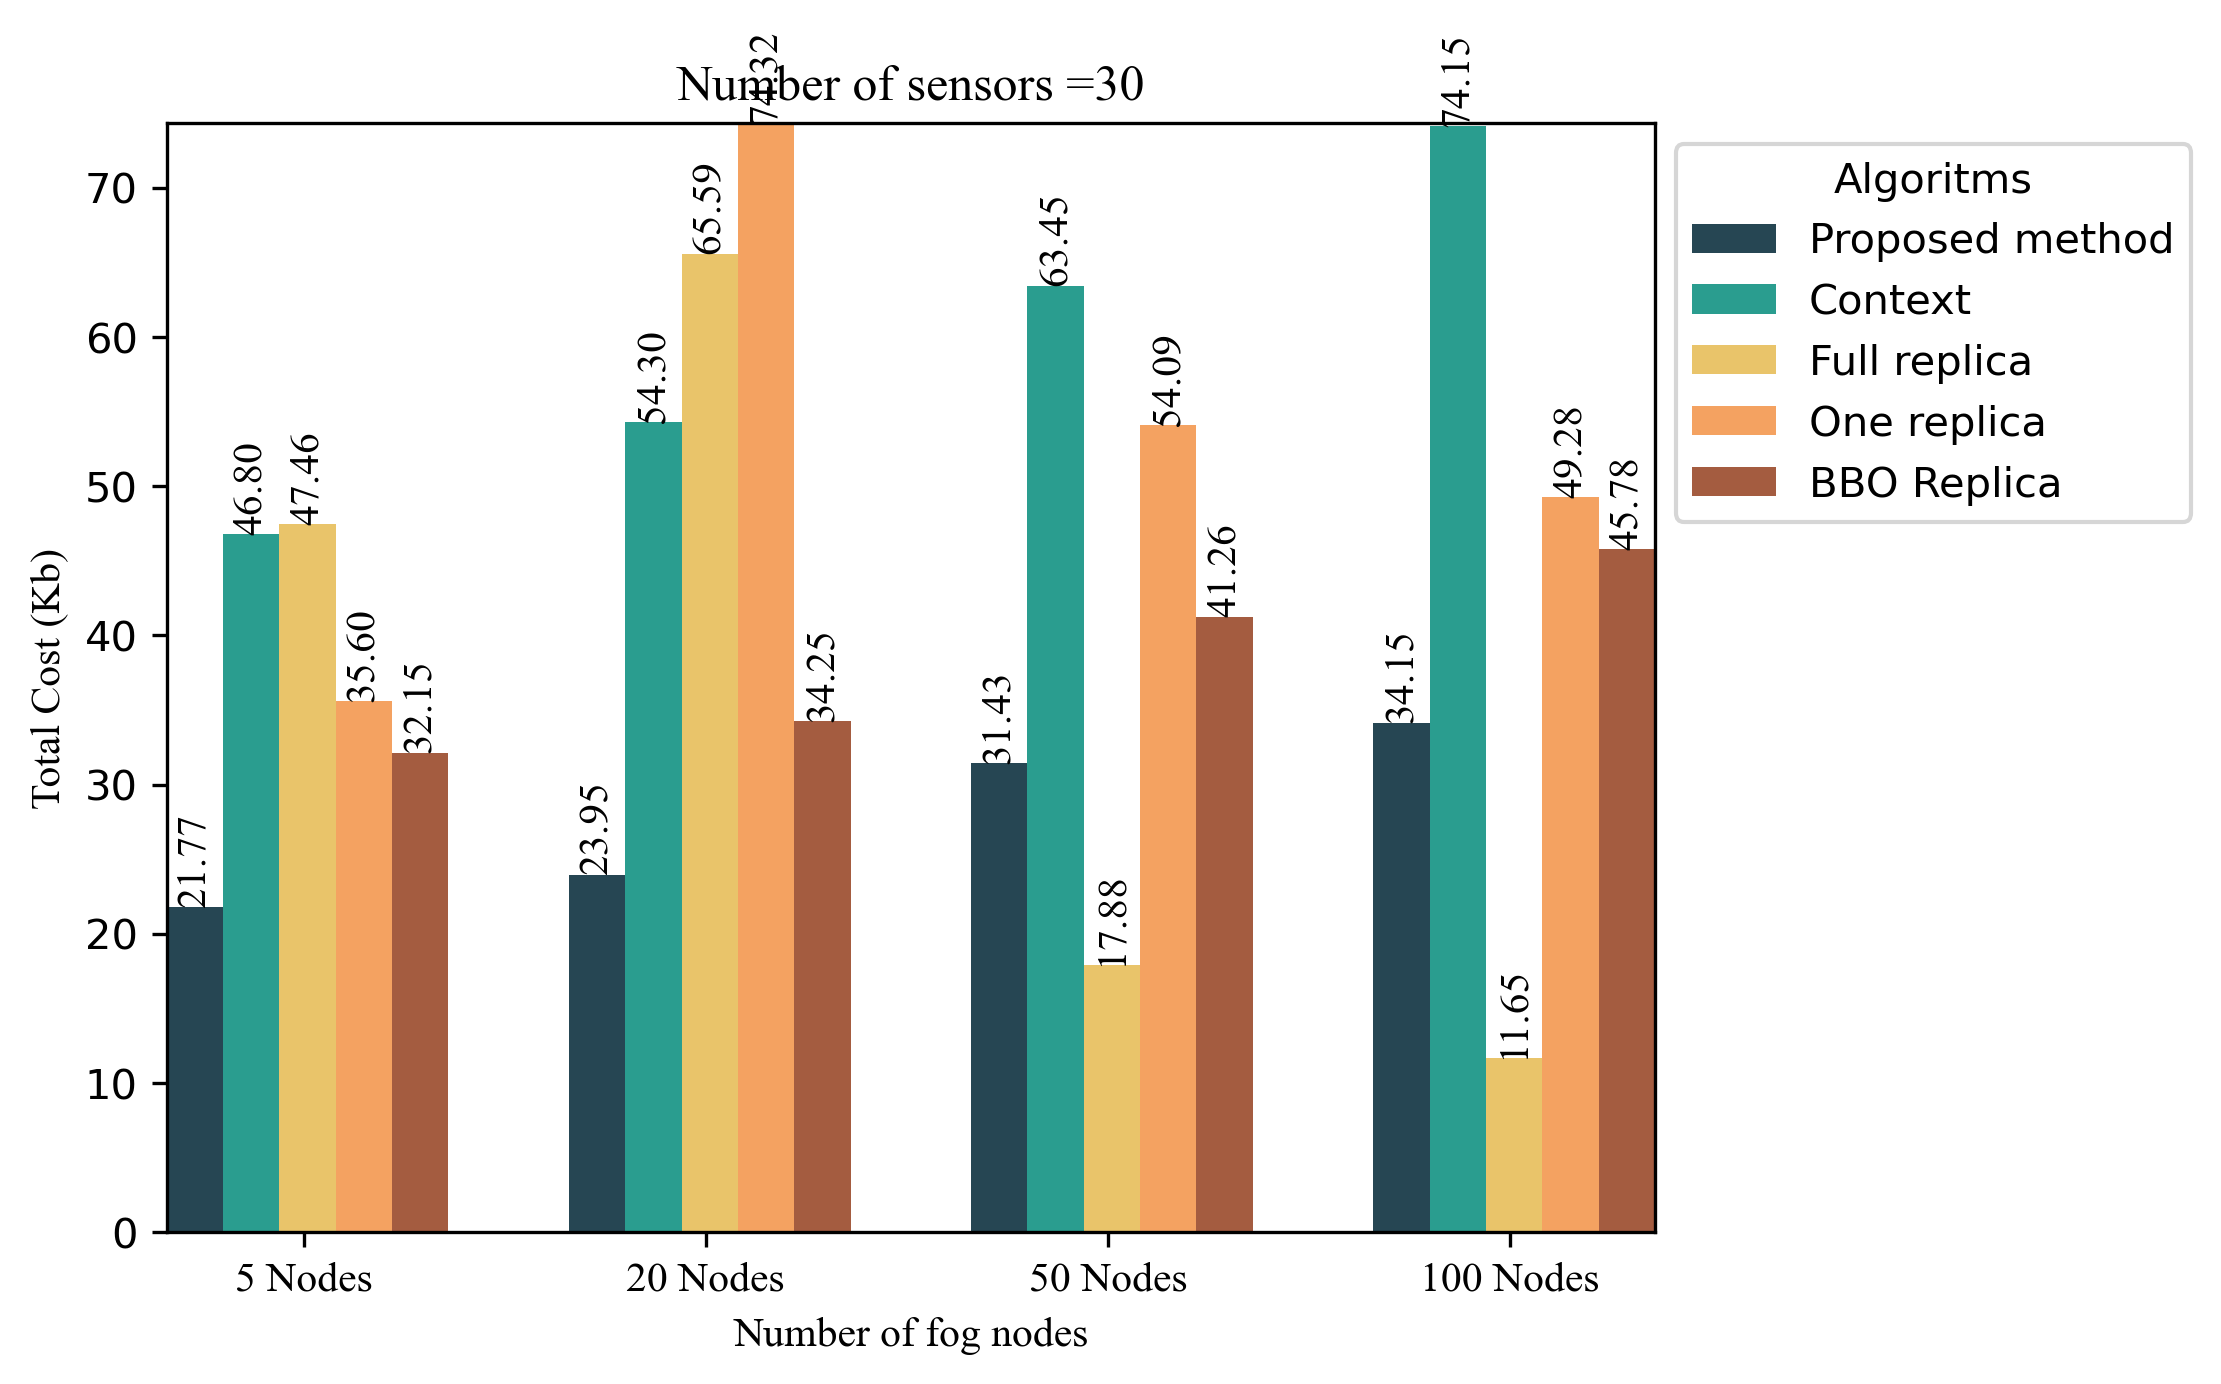 Number of sensors =30
Total Cost (Kb)
70
60
50
40
30
20
10
0
21.77
46.80
47.46
35.60
32.15
23.95
54.30
65.59
74.32
34.25
31.43
63.45
17.88
54.09
41.26
34.15
74.15
11.65
49.28
45.78
5 Nodes
20 Nodes
50 Nodes
100 Nodes
Number of fog nodes
Algoritms
Proposed method
Context
Full replica
One replica
BBO Replica